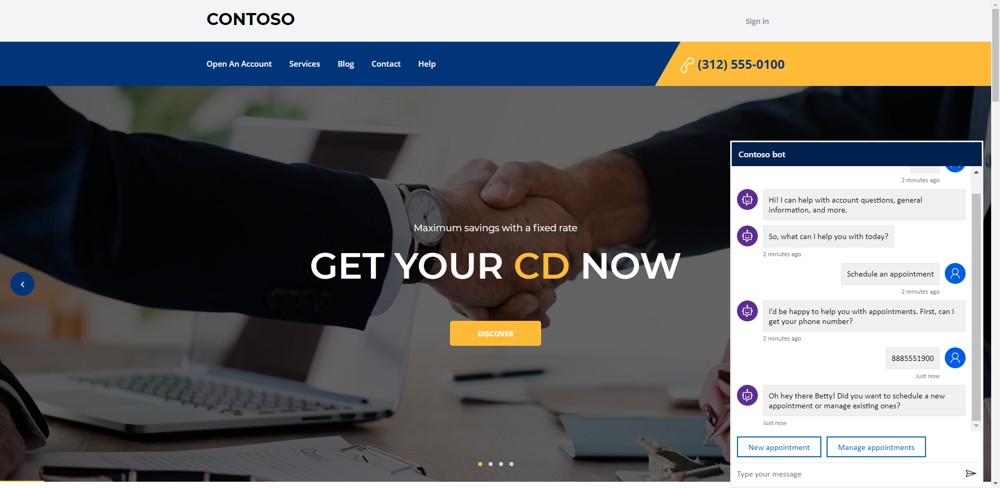 CONTOSO
Sign in
Open An Account
Services
Blog
Contact
Help
(312) 555-0100
Maximum savings with a fixed rate
GET YOUR CD NOW
DISCOVER
Contoso bot
2 minutes ago
Hi! I can help with account questions, general
information, and more.
So, what can I help you with today?
2 minutes ago
Schedule an appointment
2 minutes ago
I'd be happy to help you with appointments. First, can I
get your phone number?
2 minutes ago
8885551900
Just now
Oh hey there Betty! Did you want to schedule a new
appointment or manage existing ones?
Just now
New appointment
Manage appointments
Type your message